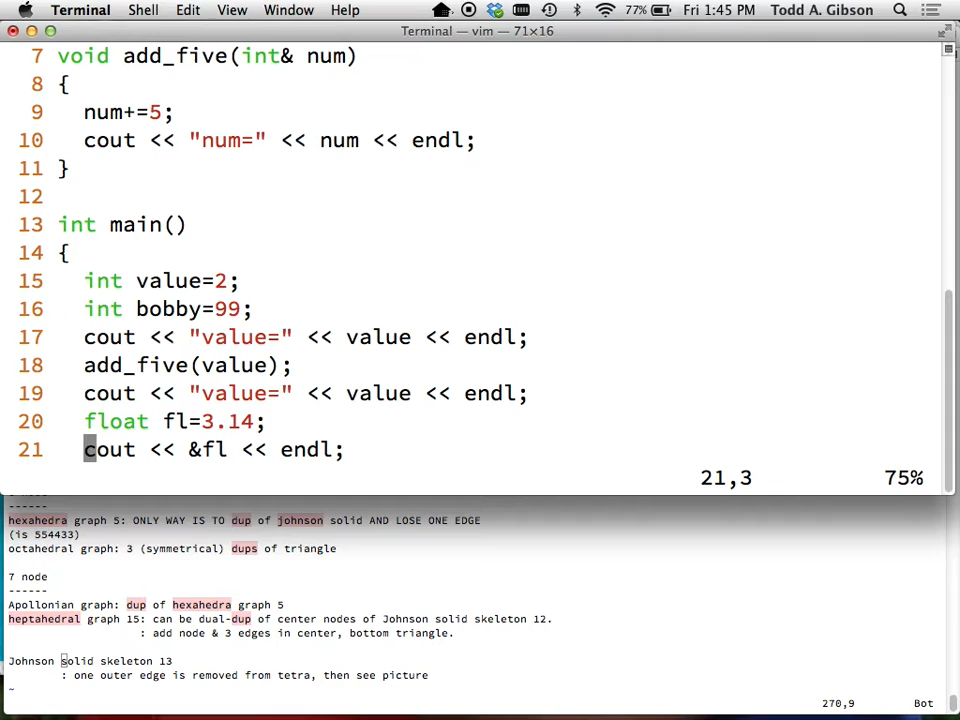 Terminal Shell Edit View Window Help 77% Fri 1:45 PM Todd A. Gibson
Terminal — vim — 71×16
7 void add_five(int& num)
8 {
9 num+=5;
10 cout << "num=" << num << endl;
11 }
12
13 int main()
14 {
15 int value=2;
16 int bobby=99;
17 cout << "value=" << value << endl;
18 add_five(value);
19 cout << "value=" << value << endl;
20 float fl=3.14;
21 cout << &fl << endl;
21,3 75%
------
hexahedra graph 5: ONLY WAY IS TO dup of johnson solid AND LOSE ONE EDGE
(is 554433)
octahedral graph: 3 (symmetrical) dups of triangle
7 node
------
Apollonian graph: dup of hexahedra graph 5
heptahedral graph 15: can be dual-dup of center nodes of Johnson solid skeleton 12.
: add node & 3 edges in center, bottom triangle.
Johnson solid skeleton 13
: one outer edge is removed from tetra, then see picture
~
270,9 Bot